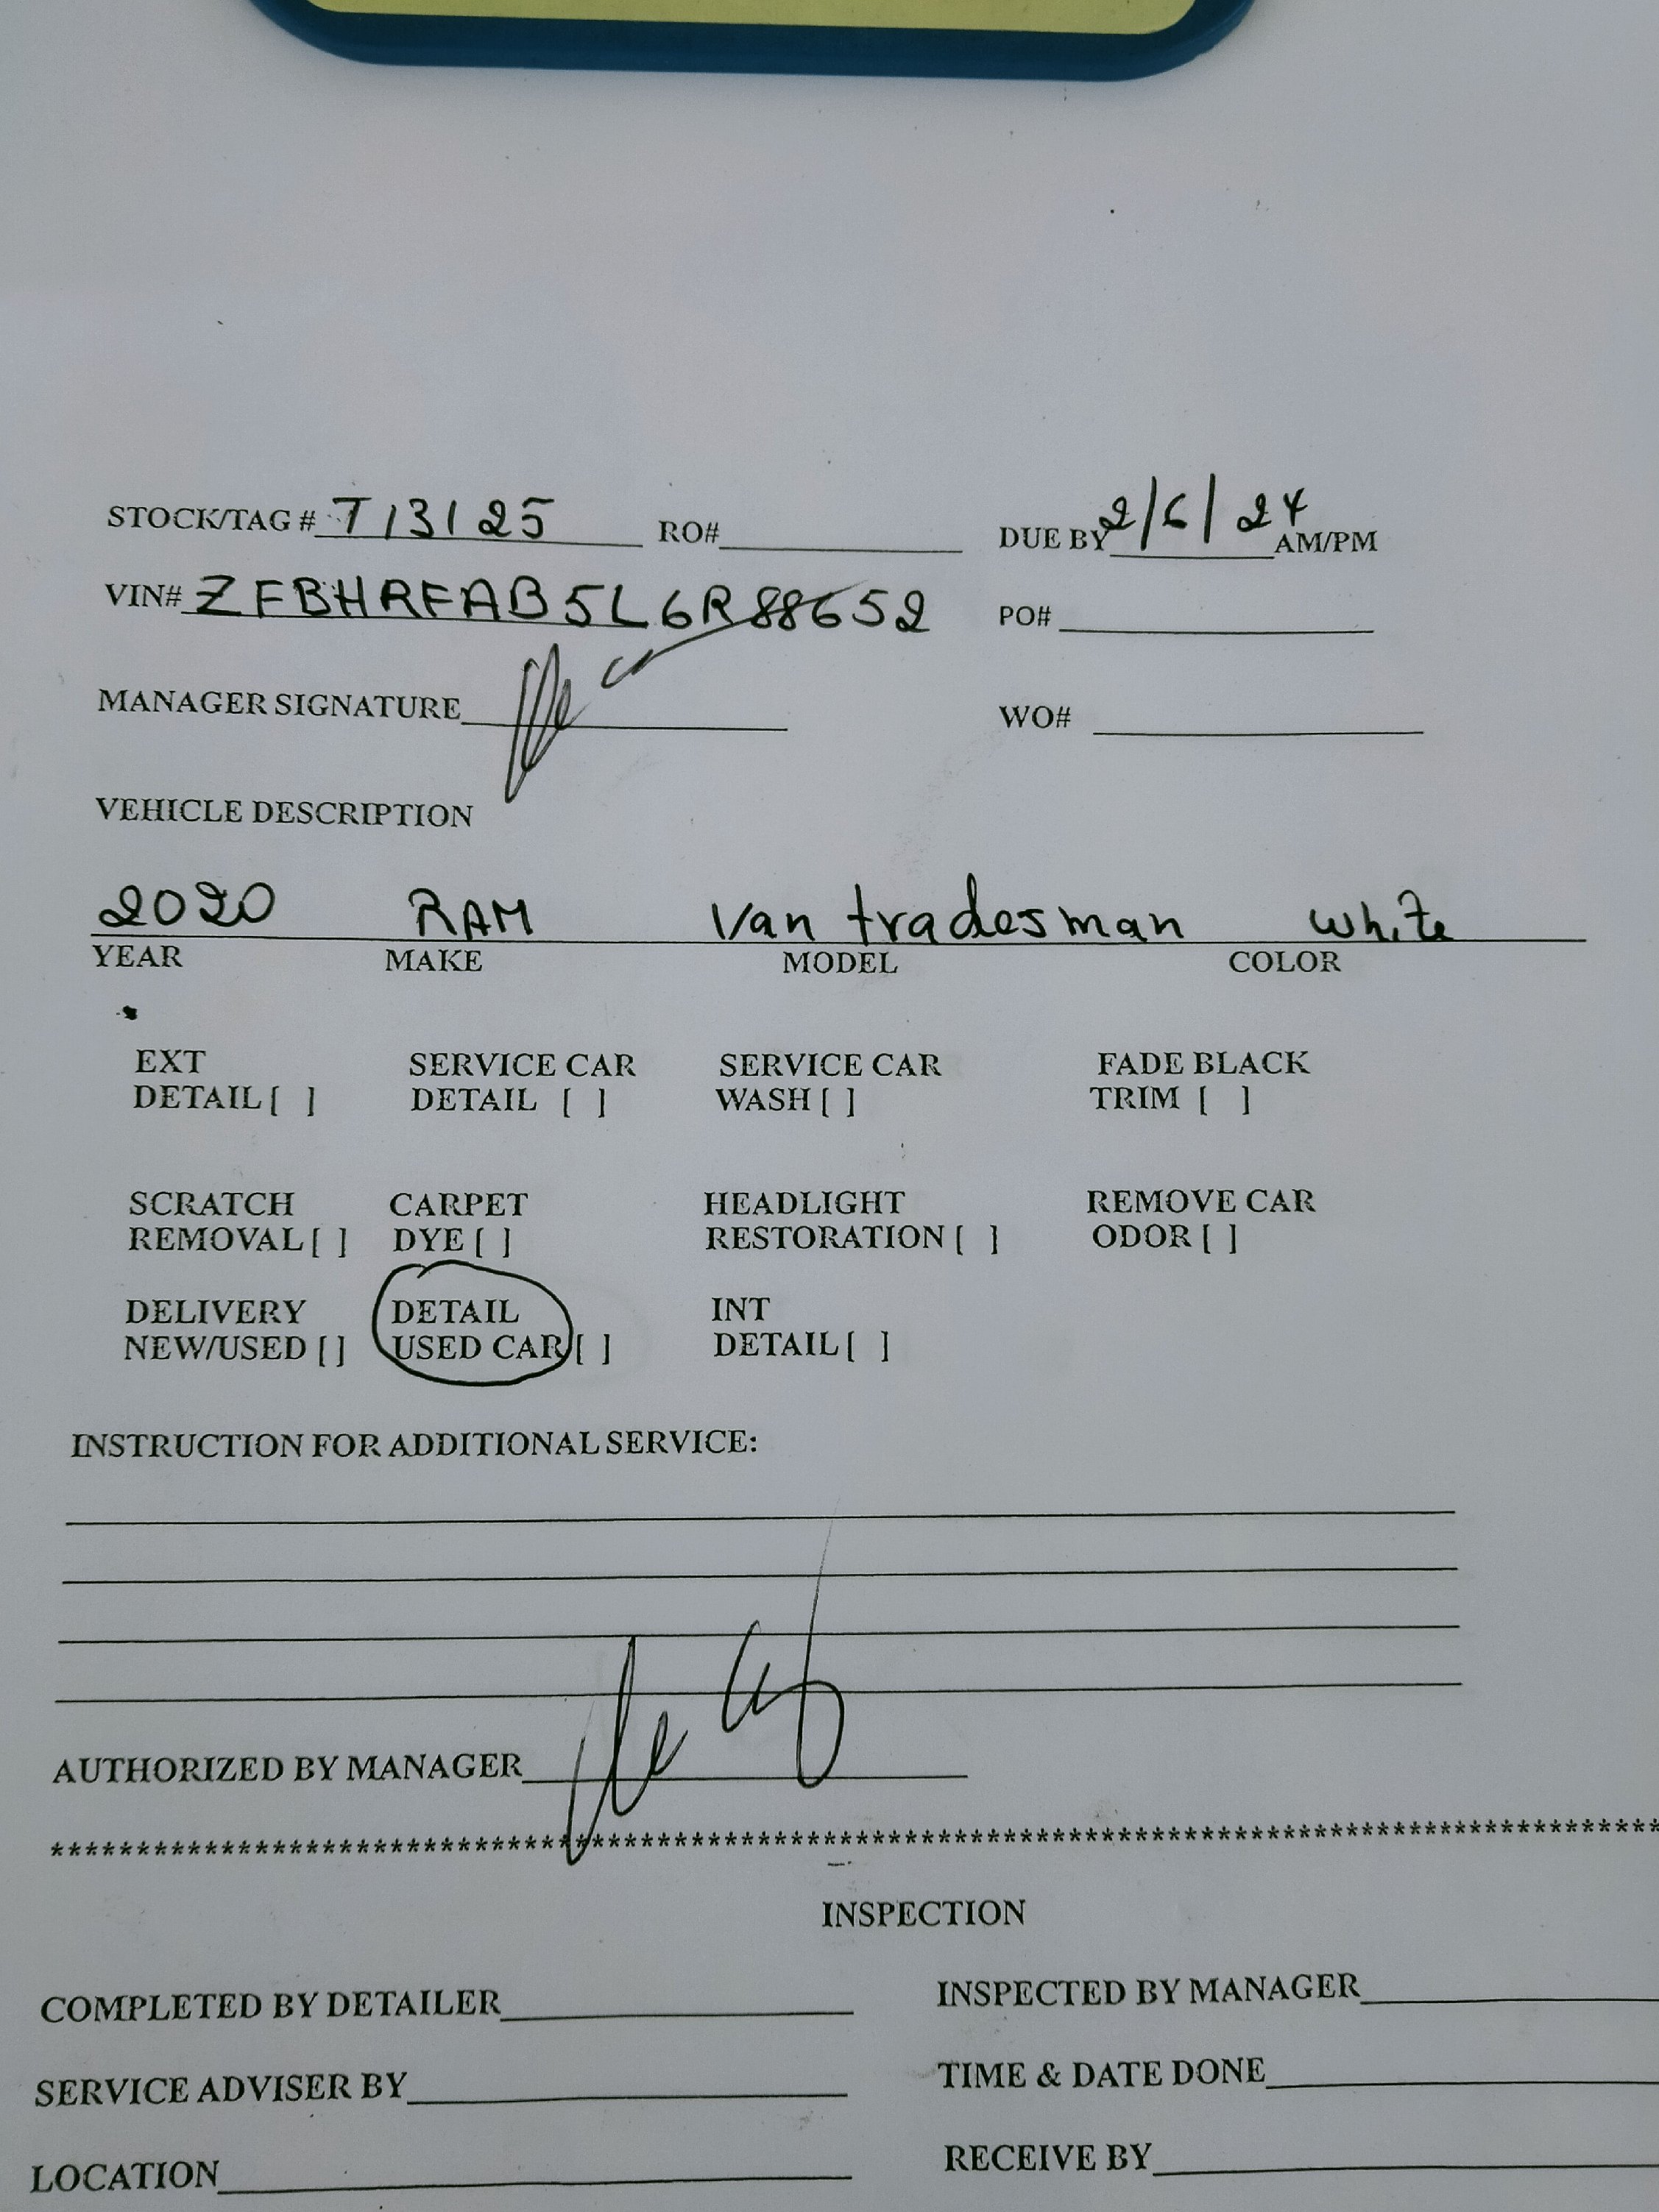 STOCK/TAG # T13125 RO# DUE BY 2/6/24 AM/PM
VIN# ZFBHRFAB5L6R88652 PO#
MANAGER SIGNATURE WO#
VEHICLE DESCRIPTION
2020 RAM Van tradesman white
YEAR MAKE MODEL COLOR
EXT SERVICE CAR SERVICE CAR FADE BLACK
DETAIL [ ] DETAIL [ ] WASH [ ] TRIM [ ]
SCRATCH CARPET HEADLIGHT REMOVE CAR
REMOVAL [ ] DYE [ ] RESTORATION [ ] ODOR [ ]
DELIVERY DETAIL INT
NEW/USED [ ] USED CAR [ ] DETAIL [ ]
INSTRUCTION FOR ADDITIONAL SERVICE:
AUTHORIZED BY MANAGER
INSPECTION
COMPLETED BY DETAILER INSPECTED BY MANAGER
SERVICE ADVISER BY TIME & DATE DONE
LOCATION RECEIVE BY